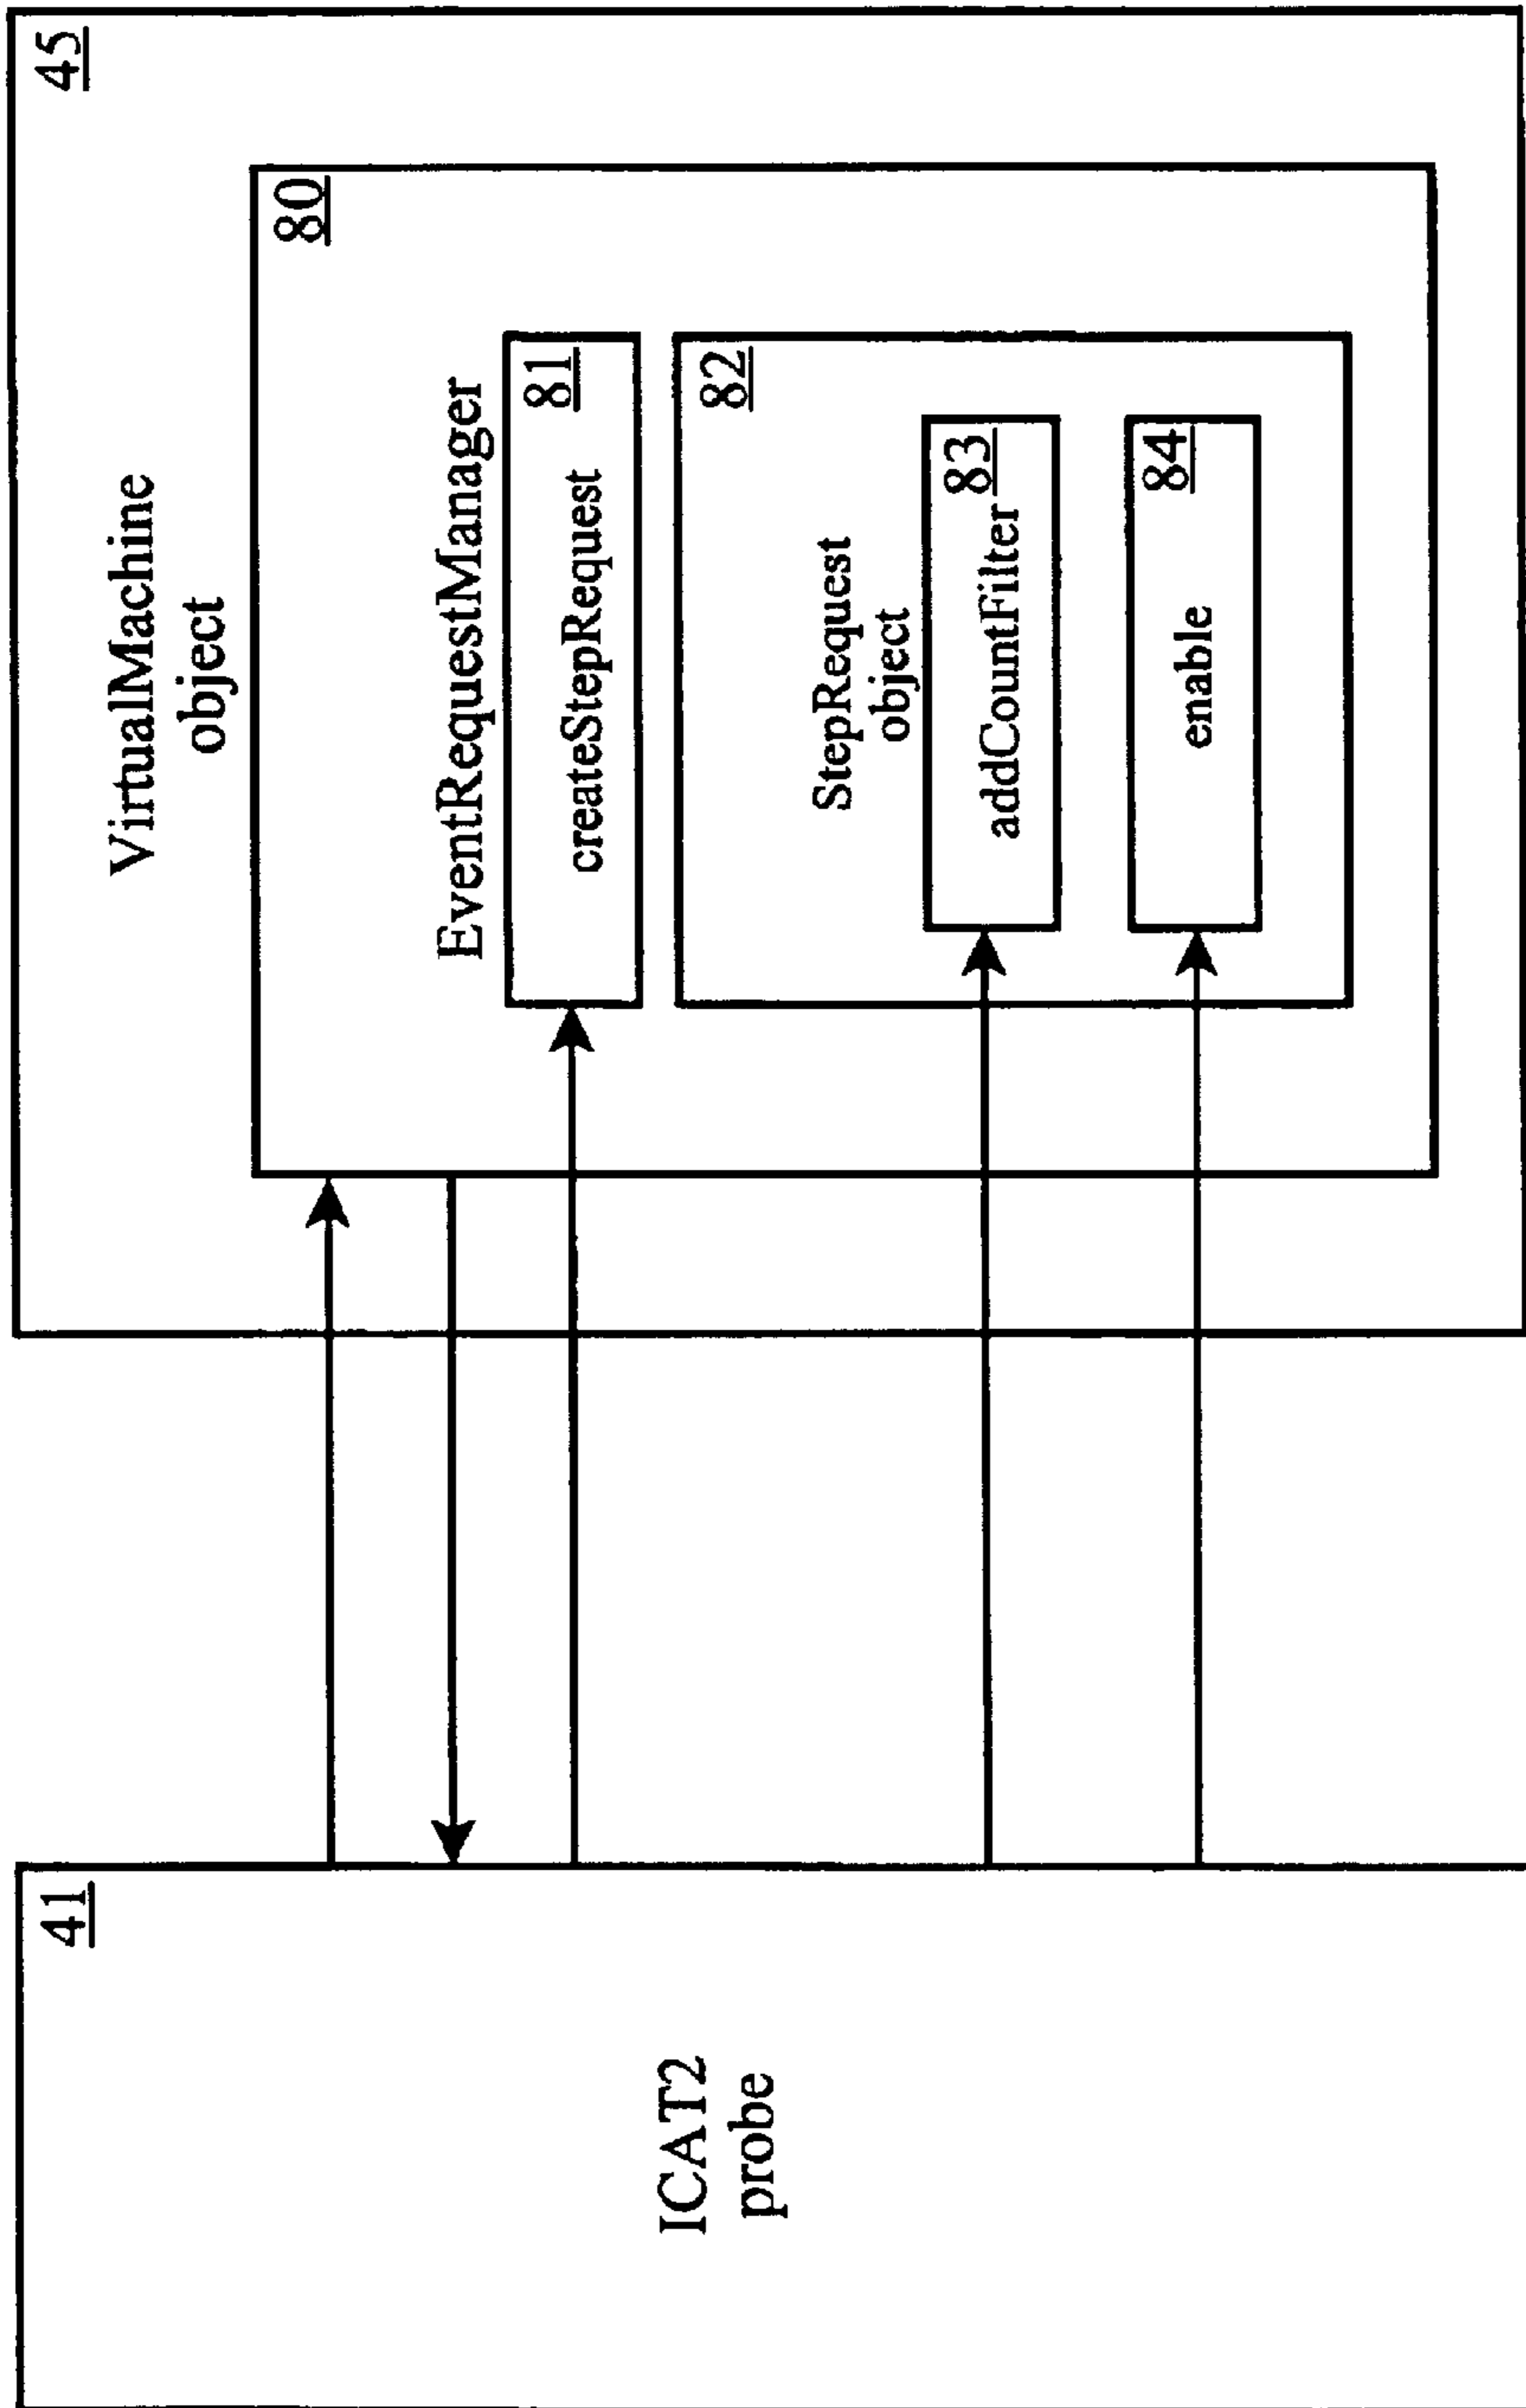 41
ICAT2
probe
45
VirtualMachine
object
80
EventRequestManager
81
createStepRequest
82
StepRequest
object
83
addCountFilter
84
enable